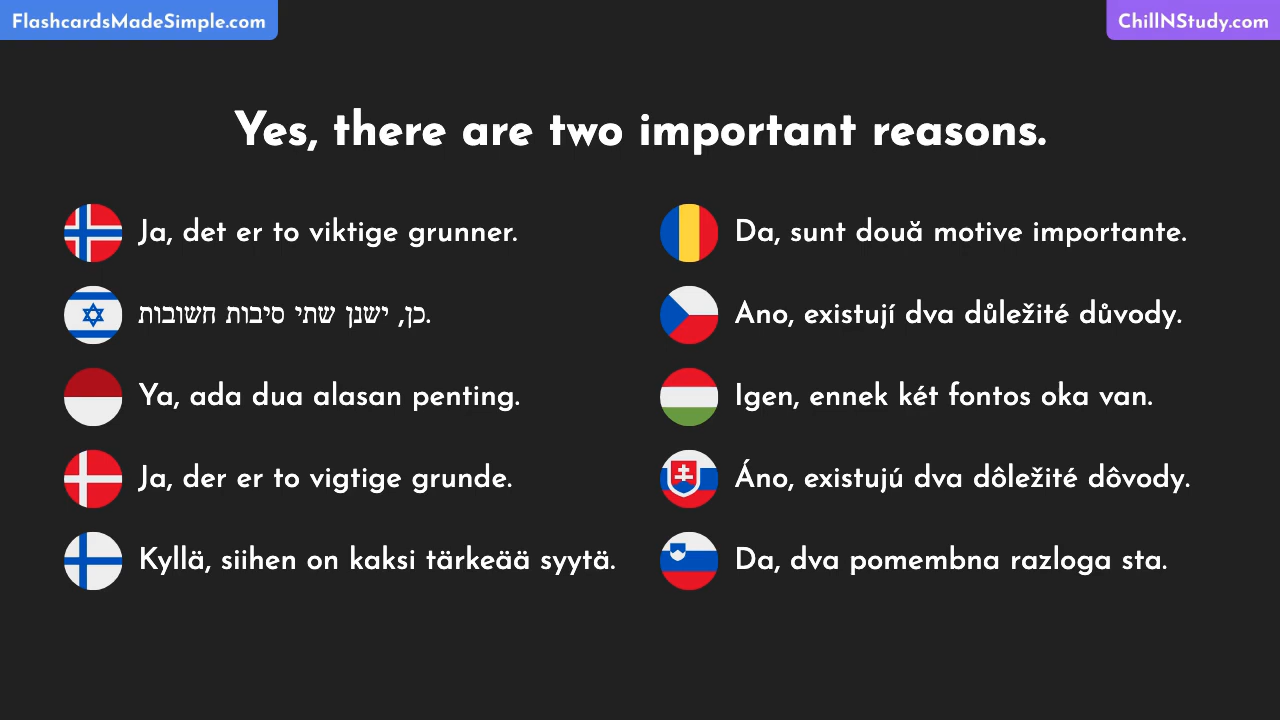 FlashcardsMadeSimple.com
ChillNStudy.com
Yes, there are two important reasons.
Ja, det er to viktige grunner.
כן, ישנן שתי סיבות חשובות.
Ya, ada dua alasan penting.
Ja, der er to vigtige grunde.
Kyllä, siihen on kaksi tärkeää syytä.
Da, sunt două motive importante.
Ano, existují dva důležité důvody.
Igen, ennek két fontos oka van.
Áno, existujú dva dôležité dôvody.
Da, dva pomembna razloga sta.